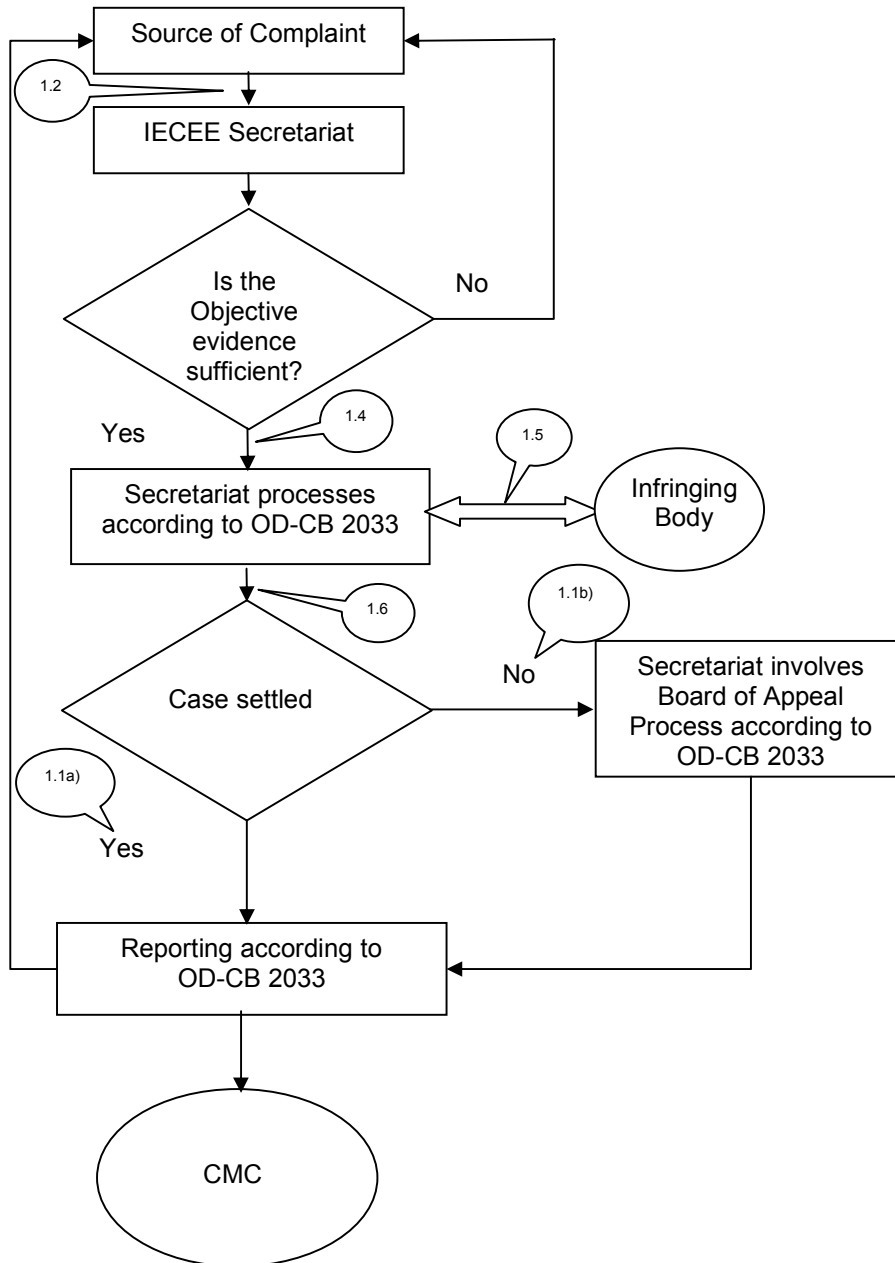 Source of Complaint
1.2
IECEE Secretariat
Is the
Objective
evidence
sufficient?
No
Yes
1.4
1.5
Secretariat processes
according to OD-CB 2033
Infringing
Body
1.6
1.1b)
No
Case settled
Secretariat involves
Board of Appeal
Process according to
OD-CB 2033
1.1a)
Yes
Reporting according to
OD-CB 2033
CMC